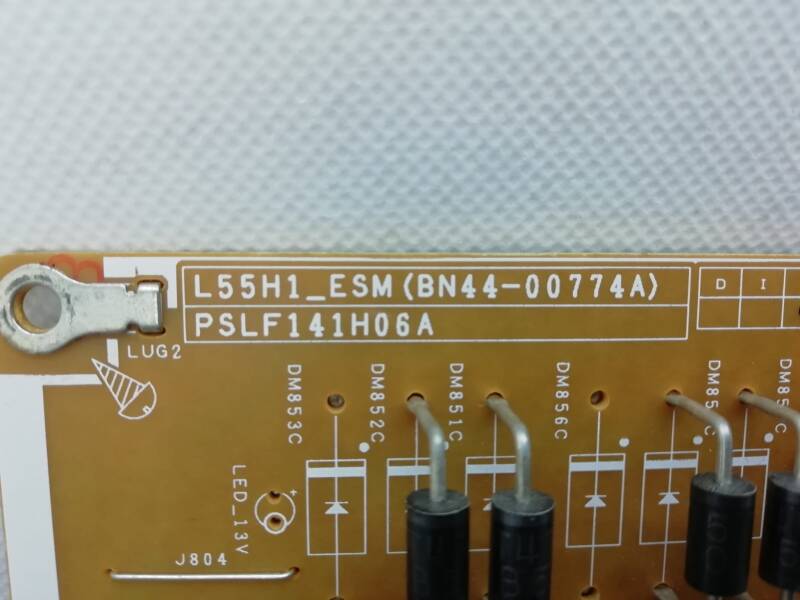 L55H1_ESM(BN44-00774A)
PSLF141H06A
D I
LUG2
DM853C
DM852C
DM851C
DM856C
LED_13V
+
J804